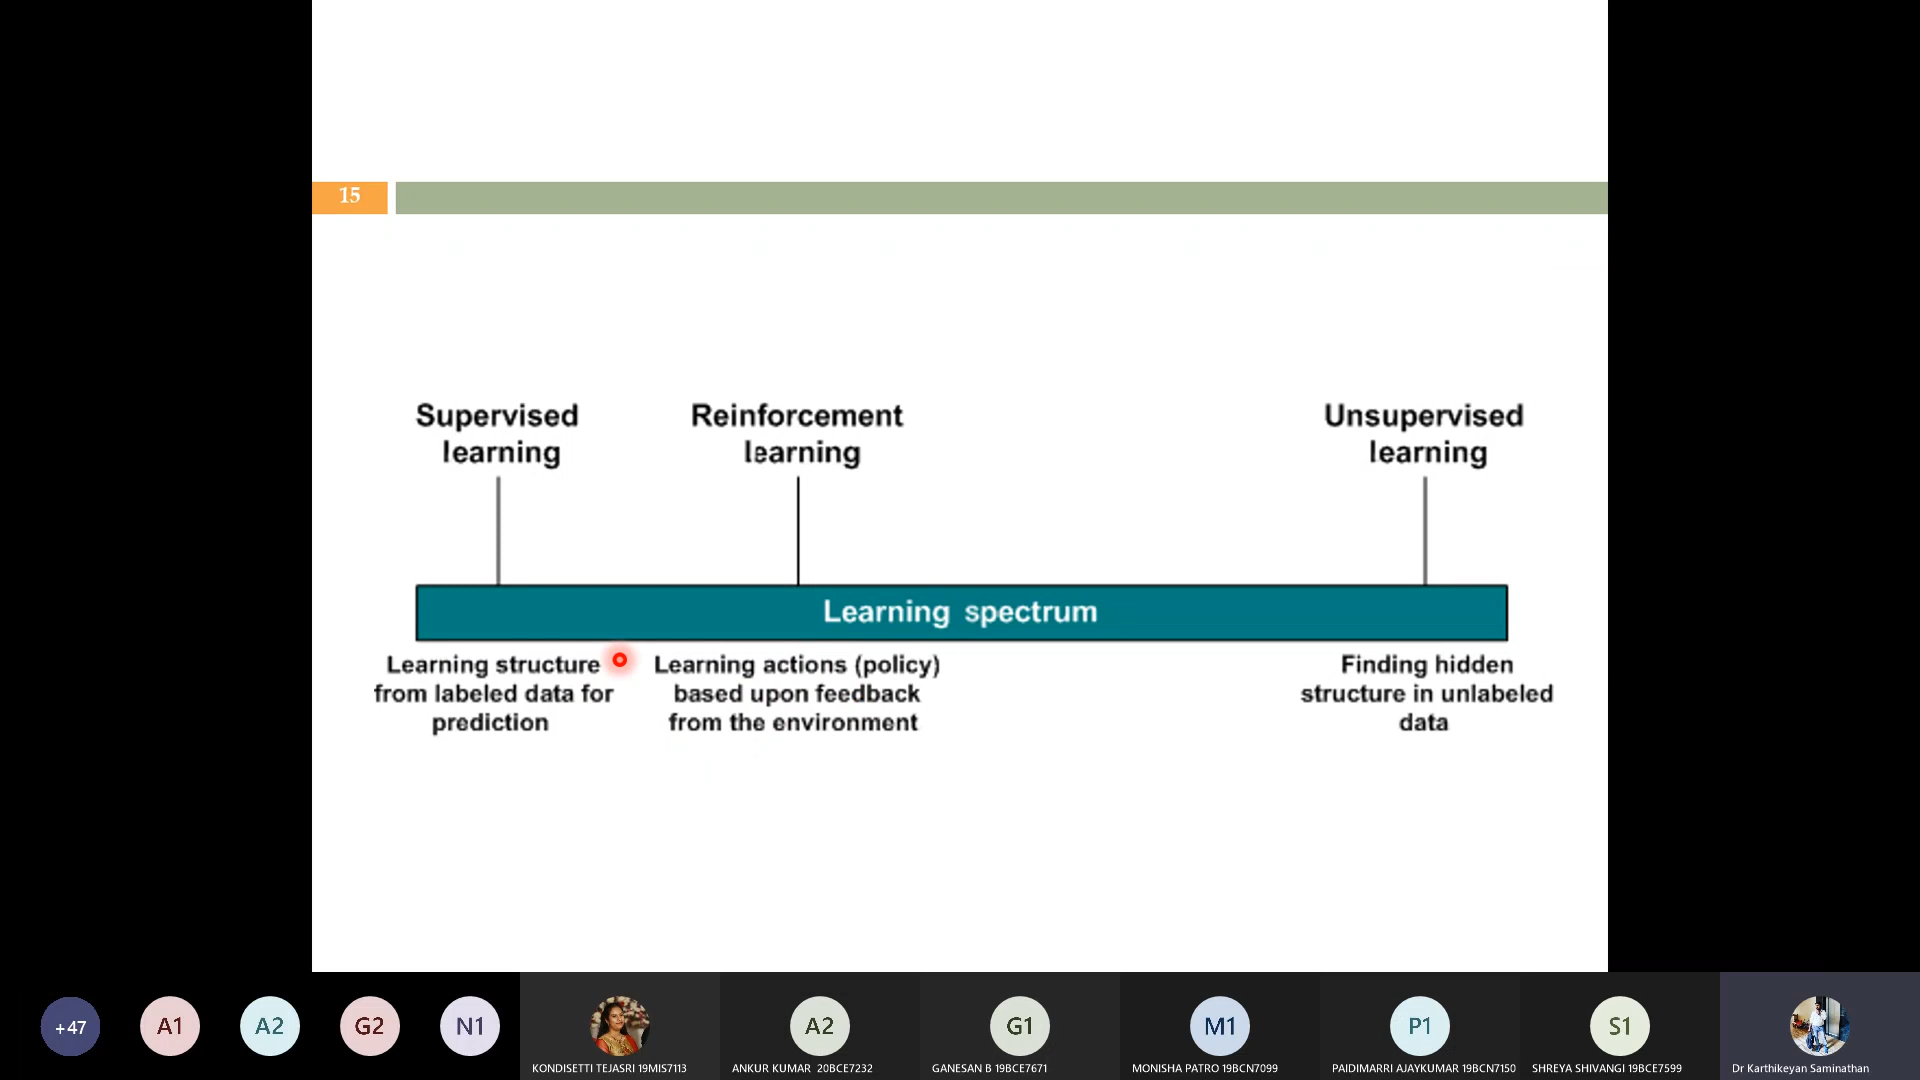 15
Supervised
learning
Reinforcement
learning
Unsupervised
learning
Learning spectrum
Learning structure
from labeled data for
prediction
Learning actions (policy)
based upon feedback
from the environment
Finding hidden
structure in unlabeled
data
+47
A1
A2
G2
N1
KONDISETTI TEJASRI 19MIS7113
A2
ANKUR KUMAR 20BCE7232
G1
GANESAN B 19BCE7671
M1
MONISHA PATRO 19BCN7099
P1
PAIDIMARRI AJAYKUMAR 19BCN7150
S1
SHREYA SHIVANGI 19BCE7599
Dr Karthikeyan Saminathan